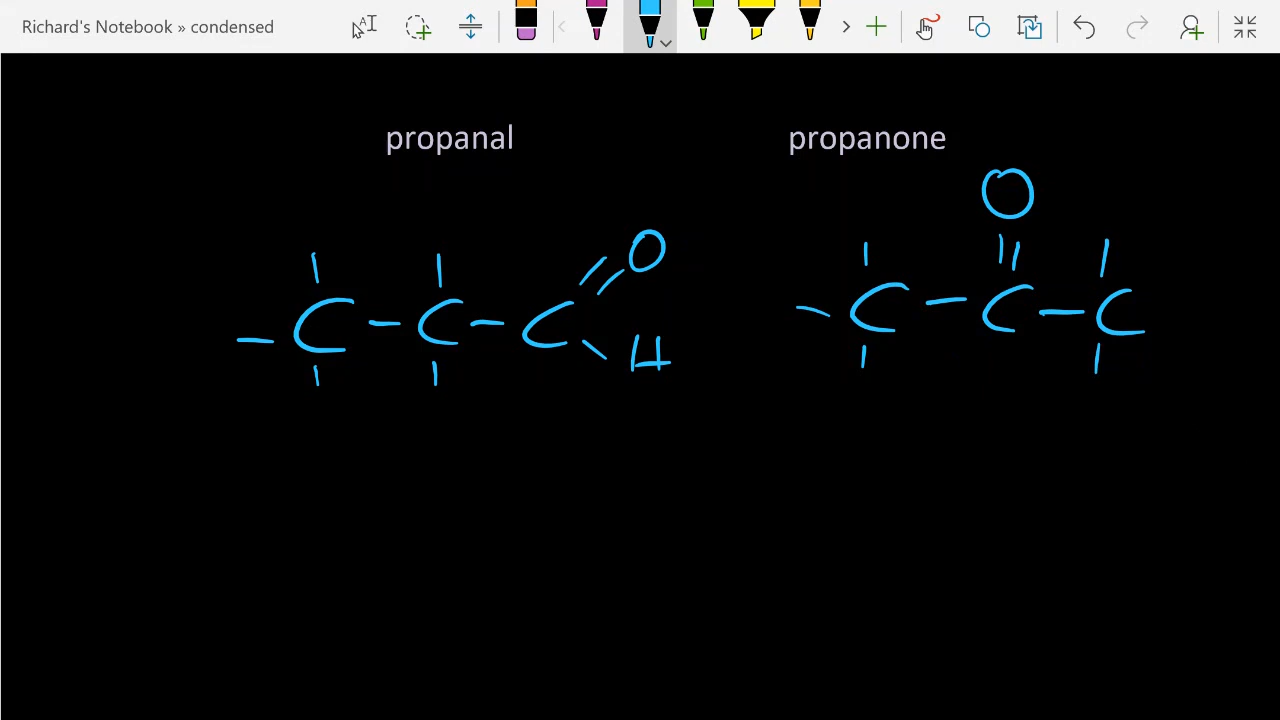 Richard's Notebook » condensed
propanal
propanone
O
O
C - C - C
H
C - C - C